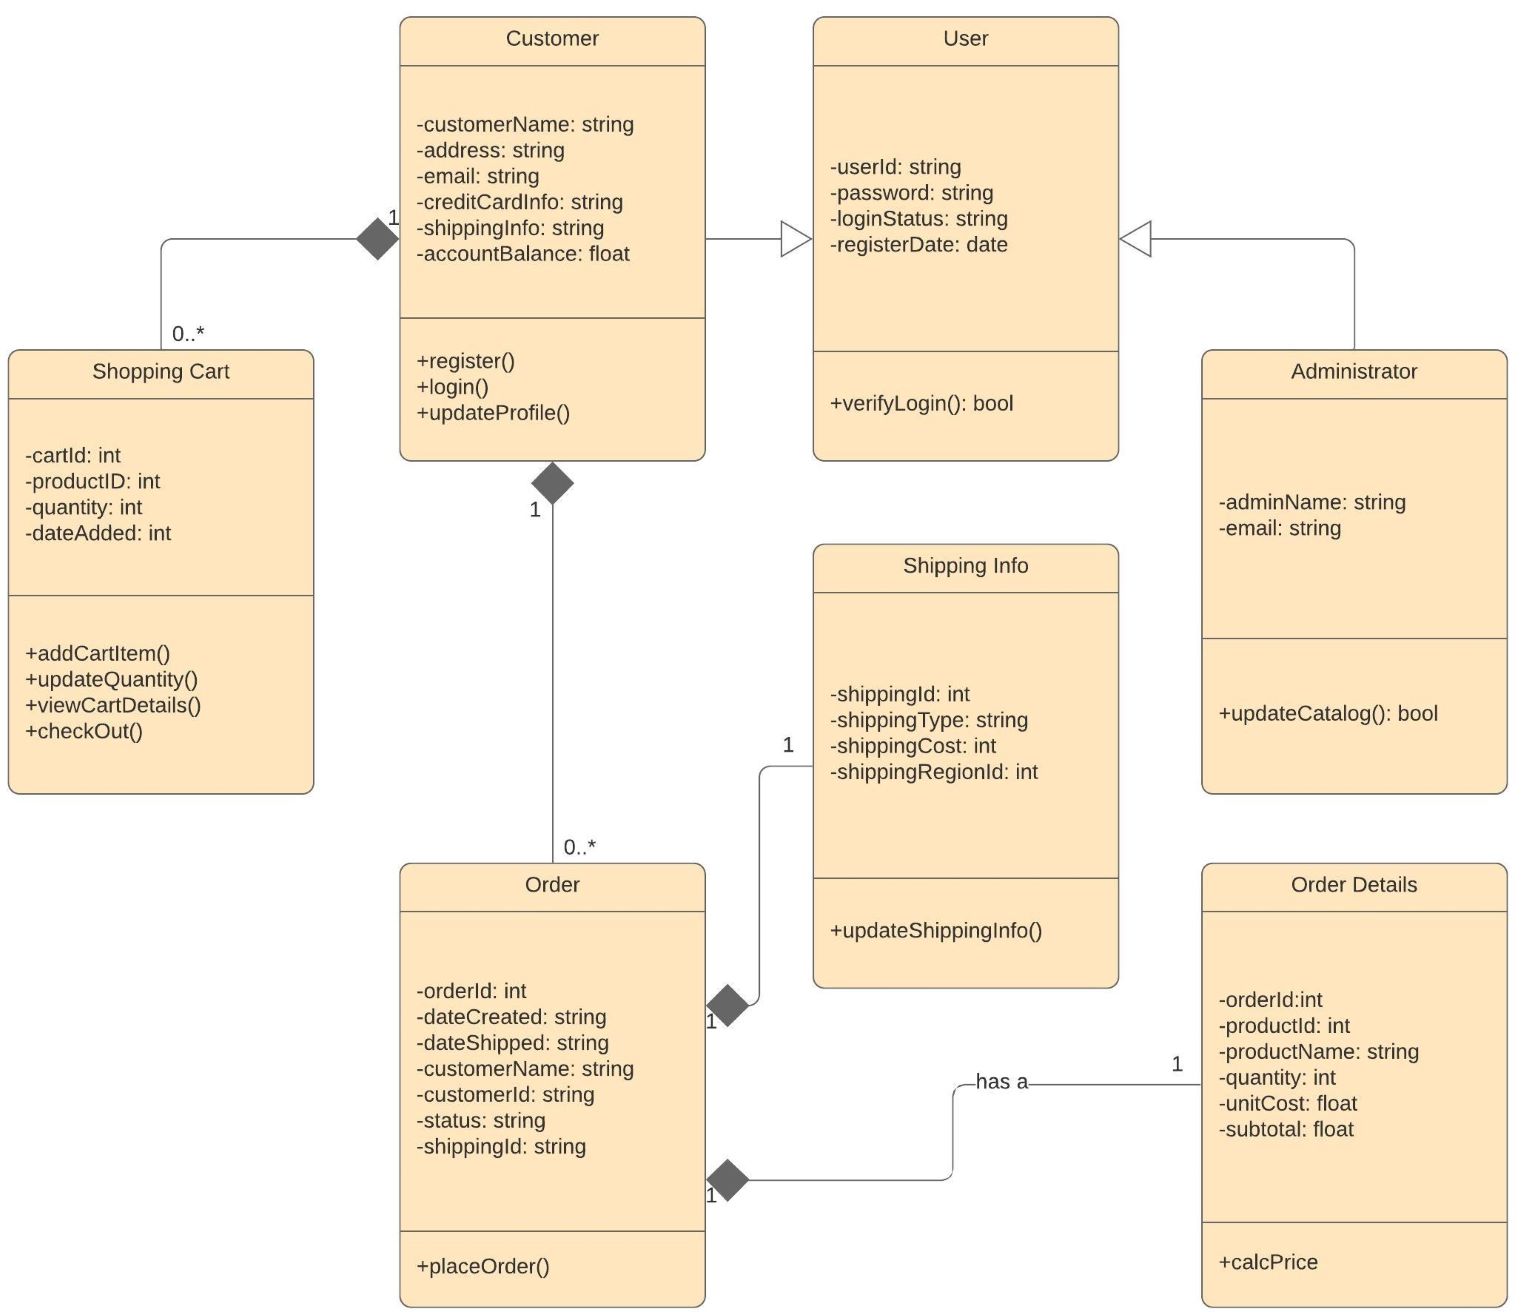 Customer
-customerName: string
-address: string
-email: string
-creditCardInfo: string
-shippingInfo: string
-accountBalance: float
+register()
+login()
+updateProfile()
User
-userId: string
-password: string
-loginStatus: string
-registerDate: date
+verifyLogin(): bool
1
0..*
Shopping Cart
-cartId: int
-productID: int
-quantity: int
-dateAdded: int
+addCartItem()
+updateQuantity()
+viewCartDetails()
+checkOut()
Administrator
-adminName: string
-email: string
+updateCatalog(): bool
1
0..*
Shipping Info
-shippingId: int
-shippingType: string
-shippingCost: int
-shippingRegionId: int
+updateShippingInfo()
1
1
Order
-orderId: int
-dateCreated: string
-dateShipped: string
-customerName: string
-customerId: string
-status: string
-shippingId: string
+placeOrder()
1
has a
1
Order Details
-orderId:int
-productId: int
-productName: string
-quantity: int
-unitCost: float
-subtotal: float
+calcPrice